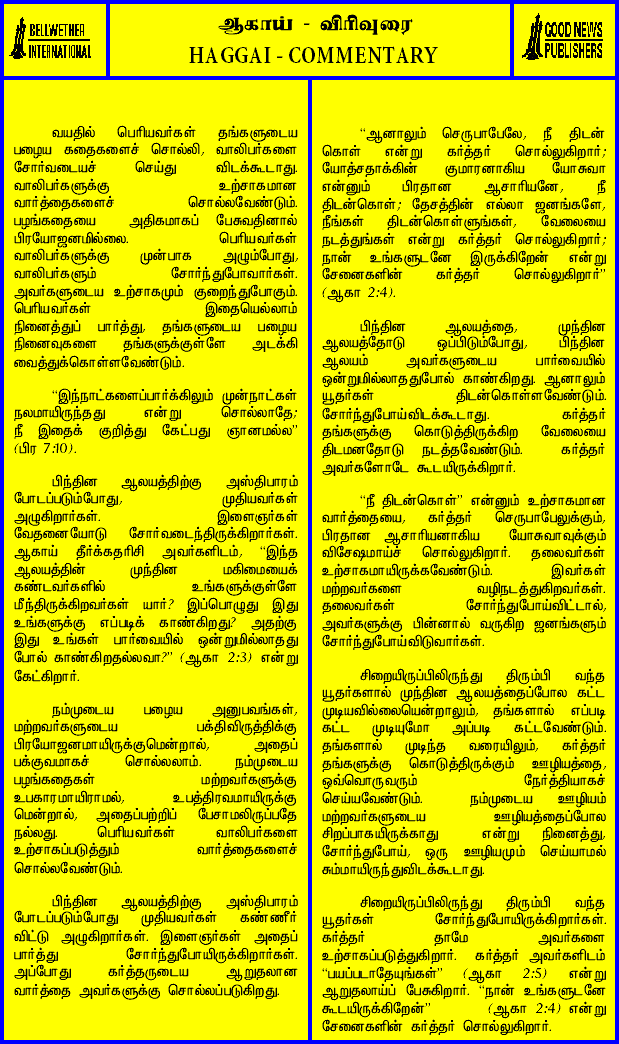 BELLWETHER
INTERNATIONAL
ஆகாய் - விரிவுரை
HAGGAI - COMMENTARY
GOOD NEWS
PUBLISHERS
வயதில் பெரியவர்கள் தங்களுடைய
பழைய கதைகளைச் சொல்லி, வாலிபர்களை
சோர்வடையச் செய்து விடக்கூடாது.
வாலிபர்களுக்கு உற்சாகமான
வார்த்தைகளைச் சொல்லவேண்டும்.
பழங்கதையை அதிகமாகப் பேசுவதினால்
பிரயோஜனமில்லை. பெரியவர்கள்
வாலிபர்களுக்கு முன்பாக அழும்போது,
வாலிபர்களும் சோர்ந்துபோவார்கள்.
அவர்களுடைய உற்சாகமும் குறைந்துபோகும்.
பெரியவர்கள் இதையெல்லாம்
நினைத்துப் பார்த்து, தங்களுடைய பழைய
நினைவுகளை தங்களுக்குள்ளே அடக்கி
வைத்துக்கொள்ளவேண்டும்.
“இந்நாட்களைப்பார்க்கிலும் முன்நாட்கள்
நலமாயிருந்தது என்று சொல்லாதே;
நீ இதைக் குறித்து கேட்பது ஞானமல்ல”
(பிர 7:10).
பிந்தின ஆலயத்திற்கு அஸ்திபாரம்
போடப்படும்போது, முதியவர்கள்
அழுகிறார்கள். இளைஞர்கள்
வேதனையோடு சோர்வடைந்திருக்கிறார்கள்.
ஆகாய் தீர்க்கதரிசி அவர்களிடம், “இந்த
ஆலயத்தின் முந்தின மகிமையைக்
கண்டவர்களில் உங்களுக்குள்ளே
மீந்திருக்கிறவர்கள் யார்? இப்பொழுது இது
உங்களுக்கு எப்படிக் காண்கிறது? அதற்கு
இது உங்கள் பார்வையில் ஒன்றுமில்லாதது
போல் காண்கிறதல்லவா?” (ஆகா 2:3) என்று
கேட்கிறார்.
நம்முடைய பழைய அனுபவங்கள்,
மற்றவர்களுடைய பக்திவிருத்திக்கு
பிரயோஜனமாயிருக்குமென்றால், அதைப்
பக்குவமாகச் சொல்லலாம். நம்முடைய
பழங்கதைகள் மற்றவர்களுக்கு
உபகாரமாயிராமல், உபத்திரவமாயிருக்கு
மென்றால், அதைப்பற்றிப் பேசாமலிருப்பதே
நல்லது. பெரியவர்கள் வாலிபர்களை
உற்சாகப்படுத்தும் வார்த்தைகளைச்
சொல்லவேண்டும்.
பிந்தின ஆலயத்திற்கு அஸ்திபாரம்
போடப்படும்போது முதியவர்கள் கண்ணீர்
விட்டு அழுகிறார்கள். இளைஞர்கள் அதைப்
பார்த்து சோர்ந்துபோயிருக்கிறார்கள்.
அப்போது கர்த்தருடைய ஆறுதலான
வார்த்தை அவர்களுக்கு சொல்லப்படுகிறது.
“ஆனாலும் செருபாபேலே, நீ திடன்
கொள் என்று கர்த்தர் சொல்லுகிறார்;
யோத்சதாக்கின் குமாரனாகிய யோசுவா
என்னும் பிரதான ஆசாரியனே, நீ
திடன்கொள்; தேசத்தின் எல்லா ஜனங்களே,
நீங்கள் திடன்கொள்ளுங்கள், வேலையை
நடத்துங்கள் என்று கர்த்தர் சொல்லுகிறார்;
நான் உங்களுடனே இருக்கிறேன் என்று
சேனைகளின் கர்த்தர் சொல்லுகிறார்”
(ஆகா 2:4).
பிந்தின ஆலயத்தை, முந்தின
ஆலயத்தோடு ஒப்பிடும்போது, பிந்தின
ஆலயம் அவர்களுடைய பார்வையில்
ஒன்றுமில்லாததுபோல் காண்கிறது. ஆனாலும்
யூதர்கள் திடன்கொள்ளவேண்டும்.
சோர்ந்துபோய்விடக்கூடாது. கர்த்தர்
தங்களுக்கு கொடுத்திருக்கிற வேலையை
திடமனதோடு நடத்தவேண்டும். கர்த்தர்
அவர்களோடே கூடயிருக்கிறார்.
“நீ திடன்கொள்” என்னும் உற்சாகமான
வார்த்தையை, கர்த்தர் செருபாபேலுக்கும்,
பிரதான ஆசாரியனாகிய யோசுவாவுக்கும்
விசேஷமாய்ச் சொல்லுகிறார். தலைவர்கள்
உற்சாகமாயிருக்கவேண்டும். இவர்கள்
மற்றவர்களை வழிநடத்துகிறவர்கள்.
தலைவர்கள் சோர்ந்துபோய்விட்டால்,
அவர்களுக்கு பின்னால் வருகிற ஜனங்களும்
சோர்ந்துபோய்விடுவார்கள்.
சிறையிருப்பிலிருந்து திரும்பி வந்த
யூதர்களால் முந்தின ஆலயத்தைப்போல கட்ட
முடியவில்லையென்றாலும், தங்களால் எப்படி
கட்ட முடியுமோ அப்படி கட்டவேண்டும்.
தங்களால் முடிந்த வரையிலும், கர்த்தர்
தங்களுக்கு கொடுத்திருக்கும் ஊழியத்தை,
ஒவ்வொருவரும் நேர்த்தியாகச்
செய்யவேண்டும். நம்முடைய ஊழியம்
மற்றவர்களுடைய ஊழியத்தைப்போல
சிறப்பாகயிருக்காது என்று நினைத்து,
சோர்ந்துபோய், ஒரு ஊழியமும் செய்யாமல்
சும்மாயிருந்துவிடக்கூடாது.
சிறையிருப்பிலிருந்து திரும்பி வந்த
யூதர்கள் சோர்ந்துபோயிருக்கிறார்கள்.
கர்த்தர் தாமே அவர்களை
உற்சாகப்படுத்துகிறார். கர்த்தர் அவர்களிடம்
“பயப்படாதேயுங்கள்” (ஆகா 2:5) என்று
ஆறுதலாய்ப் பேசுகிறார். “நான் உங்களுடனே
கூடயிருக்கிறேன்” (ஆகா 2:4) என்று
சேனைகளின் கர்த்தர் சொல்லுகிறார்.